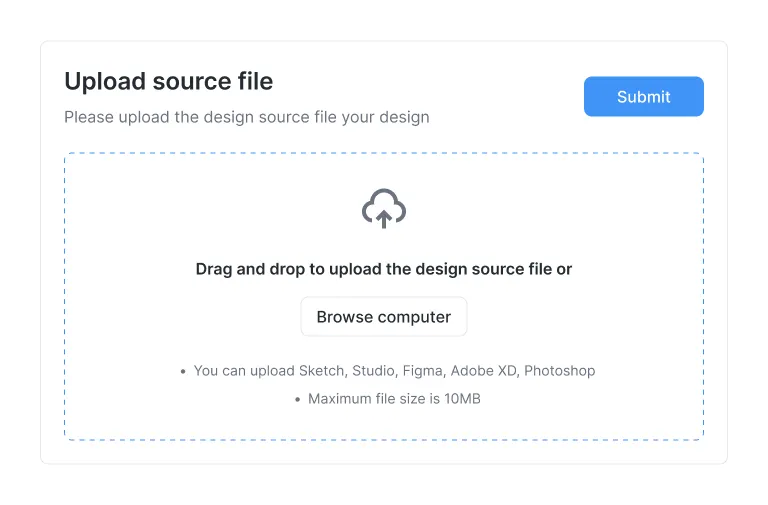 Upload source file
Please upload the design source file your design
Submit
Drag and drop to upload the design source file or
Browse computer
• You can upload Sketch, Studio, Figma, Adobe XD, Photoshop
• Maximum file size is 10MB